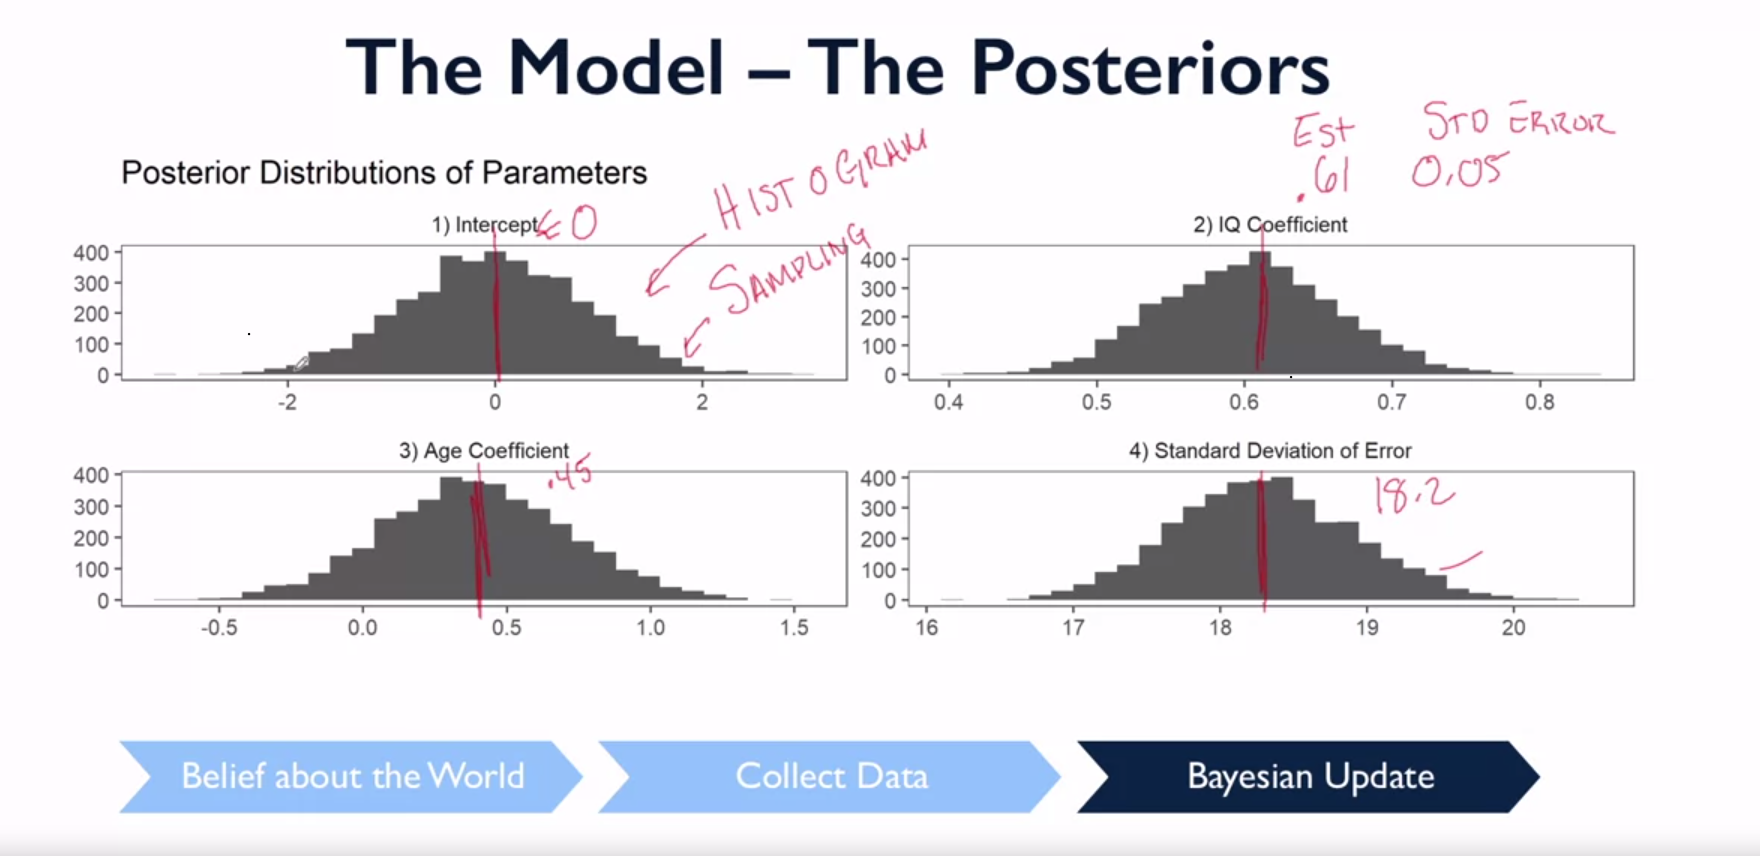 The Model – The Posteriors
Est STD ERROR
.61 0.05
Posterior Distributions of Parameters
HISTOGRAM
SAMPLING
1) Intercept ← 0
400
300
200
100
0
-2 0 2
2) IQ Coefficient
400
300
200
100
0
0.4 0.5 0.6 0.7 0.8
3) Age Coefficient
.45
400
300
200
100
0
-0.5 0.0 0.5 1.0 1.5
4) Standard Deviation of Error
18.2
400
300
200
100
0
16 17 18 19 20
Belief about the World
Collect Data
Bayesian Update